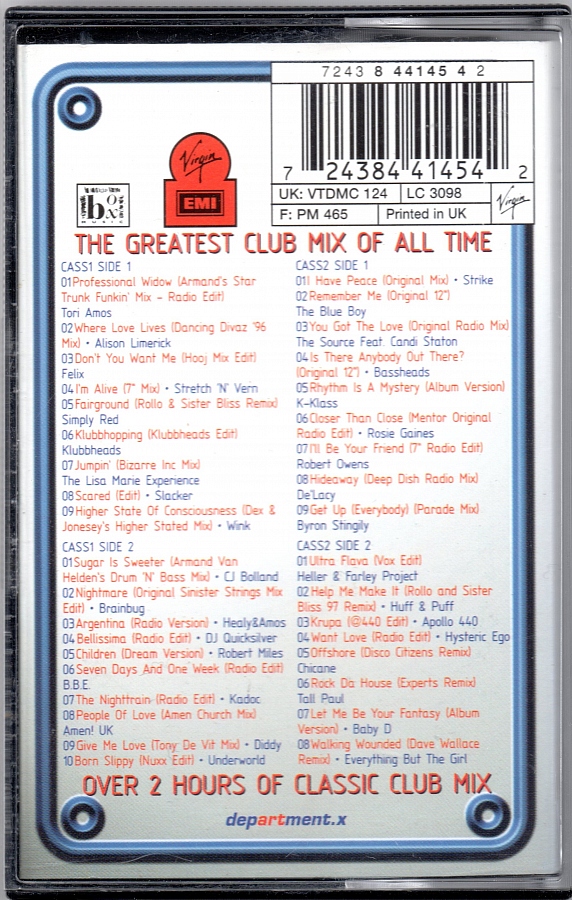 7243 8 44145 4 2
7 24384 41454 2
UK: VTDMC 124 LC 3098
F: PM 465 Printed in UK
Virgin
Virgin
EMI
box
THE GREATEST CLUB MIX OF ALL TIME
CASS1 SIDE 1
01 Professional Widow (Armand's Star
Trunk Funkin' Mix - Radio Edit)
Tori Amos
02 Where Love Lives (Dancing Divaz '96
Mix) • Alison Limerick
03 Don't You Want Me (Hooj Mix Edit)
Felix
04 I'm Alive (7" Mix) • Stretch 'N' Vern
05 Fairground (Rollo & Sister Bliss Remix)
Simply Red
06 Klubbhopping (Klubbheads Edit)
Klubbheads
07 Jumpin' (Bizarre Inc Mix)
The Lisa Marie Experience
08 Scared (Edit) • Slacker
09 Higher State Of Consciousness (Dex &
Jonesey's Higher Stated Mix) • Wink
CASS1 SIDE 2
01 Sugar Is Sweeter (Armand Van
Helden's Drum 'N' Bass Mix) • CJ Bolland
02 Nightmare (Original Sinister Strings Mix
Edit) • Brainbug
03 Argentina (Radio Version) • Healy&Amos
04 Bellissima (Radio Edit) • DJ Quicksilver
05 Children (Dream Version) • Robert Miles
06 Seven Days And One Week (Radio Edit)
B.B.E.
07 The Nighttrain (Radio Edit) • Kadoc
08 People Of Love (Amen Church Mix)
Amen! UK
09 Give Me Love (Tony De Vit Mix) • Diddy
10 Born Slippy (Nuxx Edit) • Underworld
CASS2 SIDE 1
01 I Have Peace (Original Mix) • Strike
02 Remember Me (Original 12")
The Blue Boy
03 You Got The Love (Original Radio Mix)
The Source Feat. Candi Staton
04 Is There Anybody Out There?
(Original 12") • Bassheads
05 Rhythm Is A Mystery (Album Version)
K-Klass
06 Closer Than Close (Mentor Original
Radio Edit) • Rosie Gaines
07 I'll Be Your Friend (7" Radio Edit)
Robert Owens
08 Hideaway (Deep Dish Radio Mix)
De'Lacy
09 Get Up (Everybody) (Parade Mix)
Byron Stingily
CASS2 SIDE 2
01 Ultra Flava (Vox Edit)
Heller & Farley Project
02 Help Me Make It (Rollo and Sister
Bliss 97 Remix) • Huff & Puff
03 Krupa (@440 Edit) • Apollo 440
04 Want Love (Radio Edit) • Hysteric Ego
05 Offshore (Disco Citizens Remix)
Chicane
06 Rock Da House (Experts Remix)
Tall Paul
07 Let Me Be Your Fantasy (Album
Version) • Baby D
08 Walking Wounded (Dave Wallace
Remix) • Everything But The Girl
OVER 2 HOURS OF CLASSIC CLUB MIX
department.x